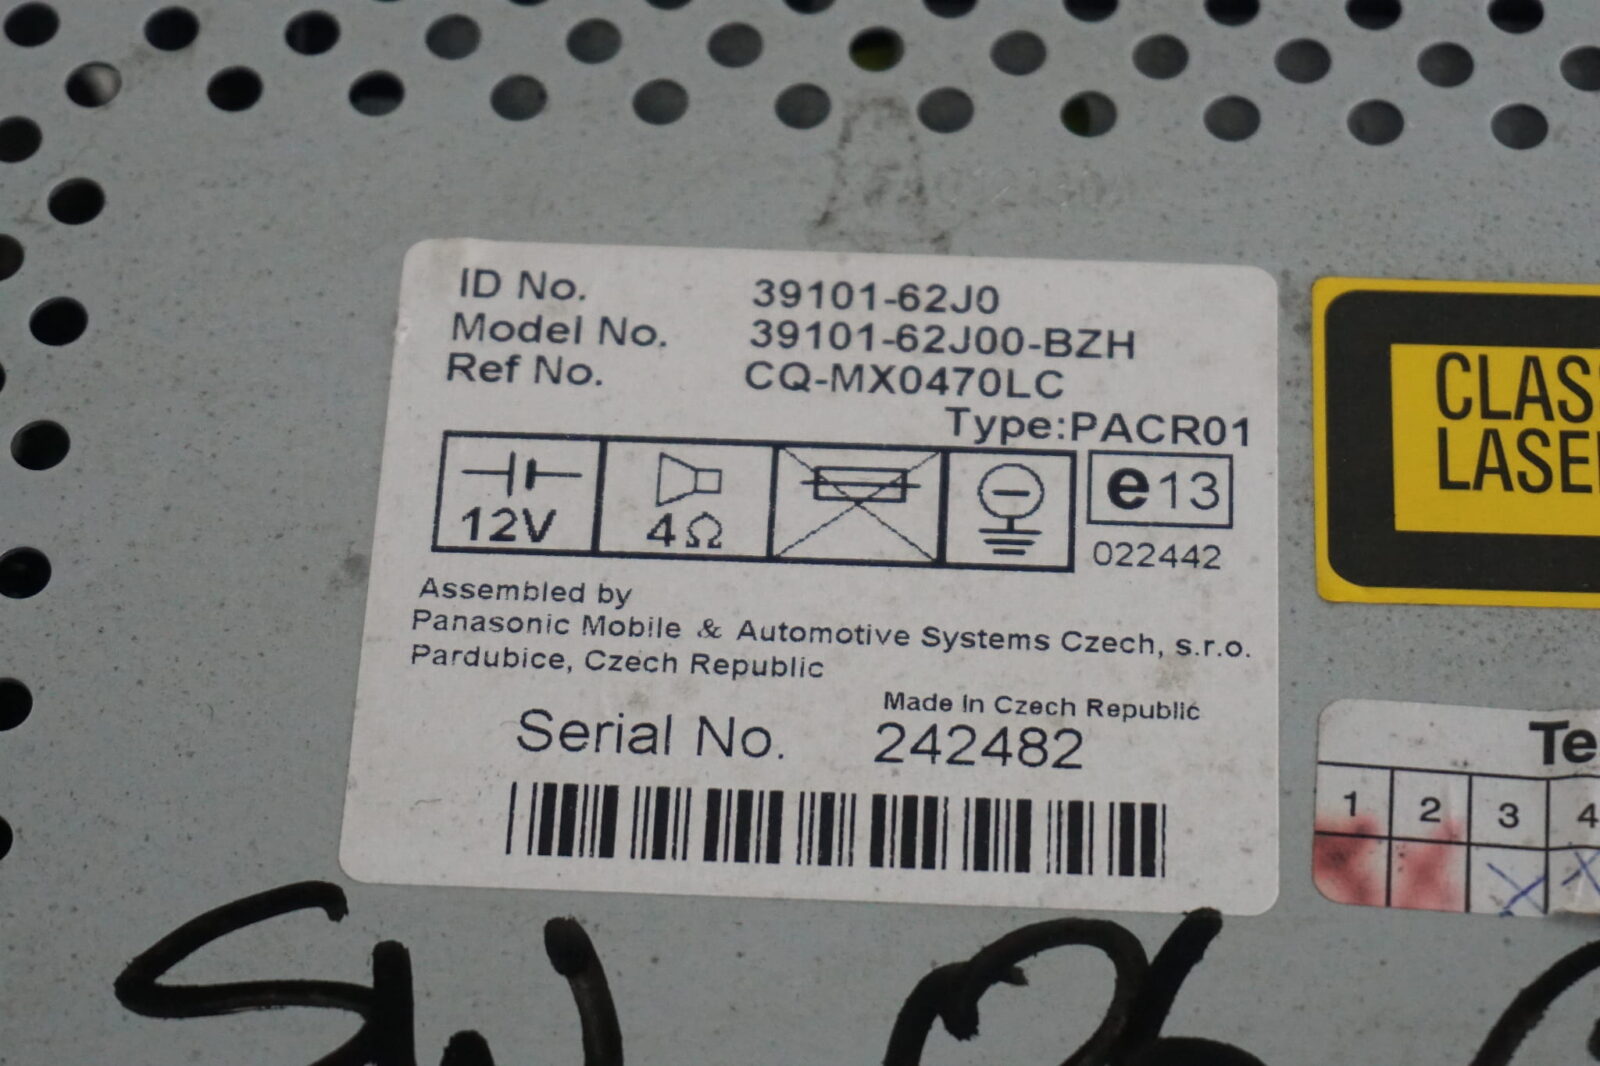 ID No. 39101-62J0
Model No. 39101-62J00-BZH
Ref No. CQ-MX0470LC
Type:PACR01
12V 4Ω e13
022442
Assembled by
Panasonic Mobile & Automotive Systems Czech, s.r.o.
Pardubice, Czech Republic
Made in Czech Republic
Serial No. 242482
CLAS
LASE
Te
1 2 3 4